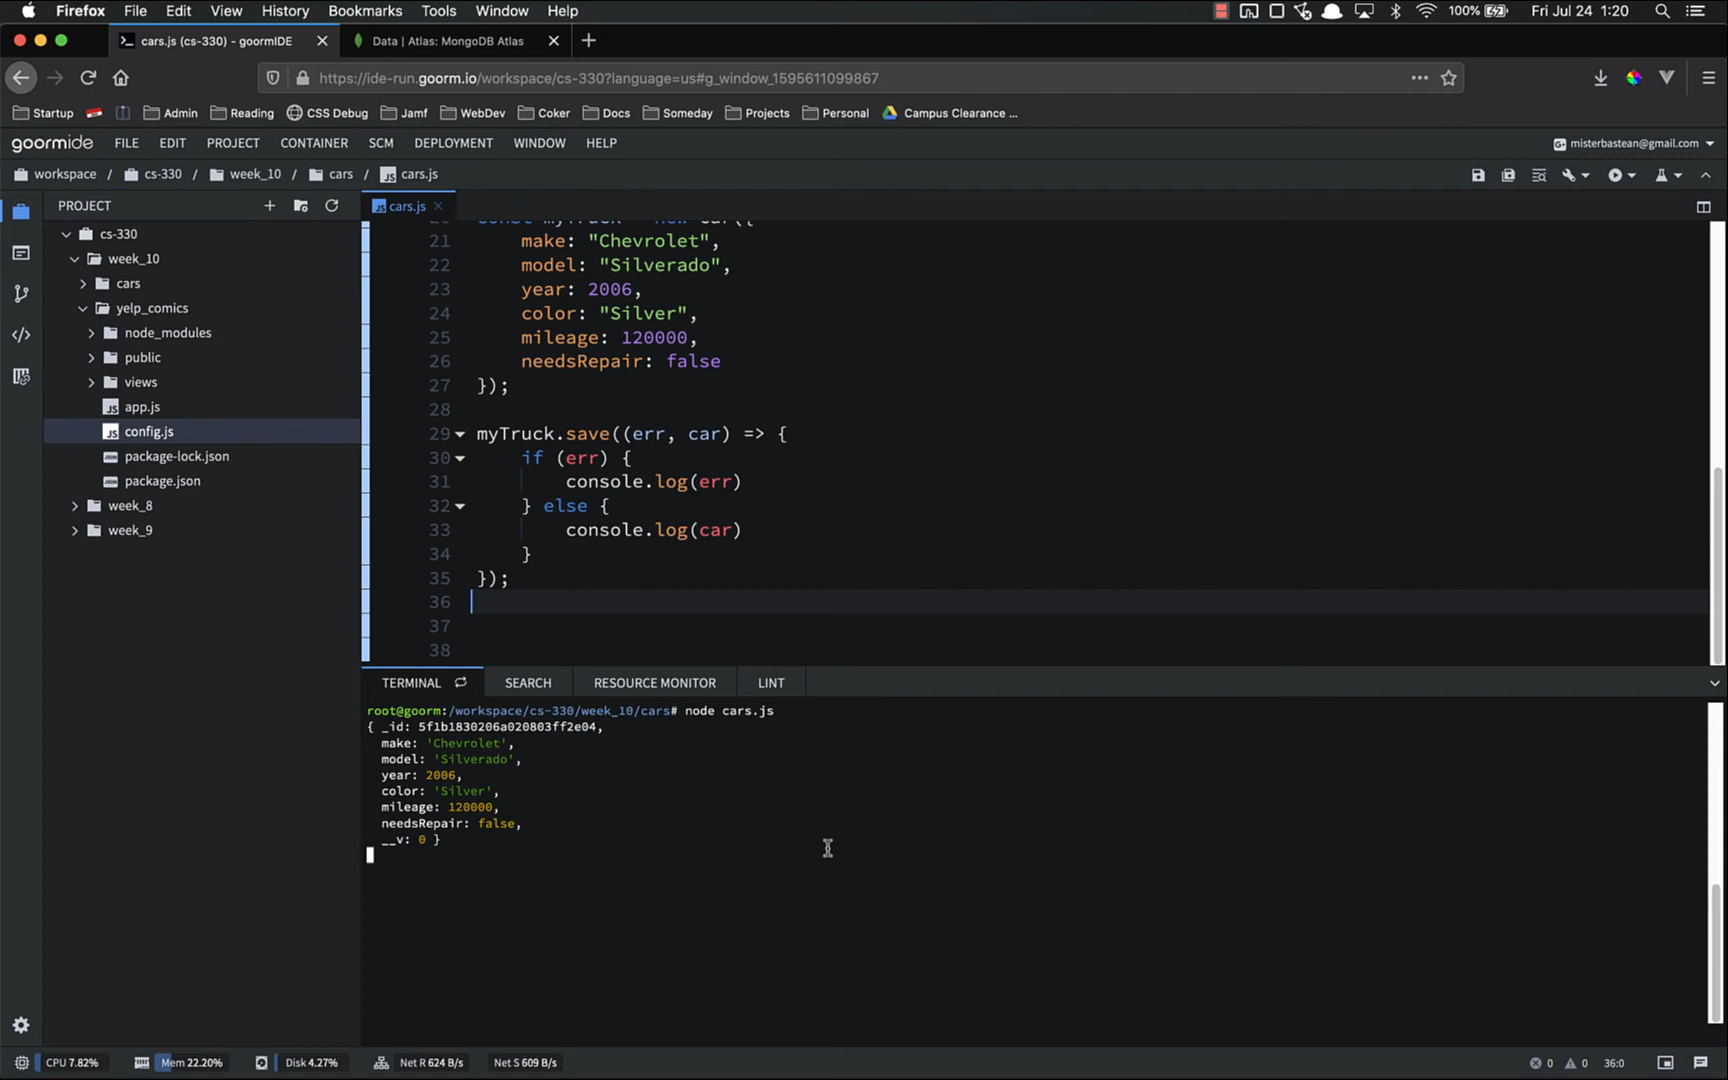 Firefox File Edit View History Bookmarks Tools Window Help 100% Fri Jul 24 1:20
cars.js (cs-330) - goormIDE Data | Atlas: MongoDB Atlas
https://ide-run.goorm.io/workspace/cs-330?language=us#g_window_1595611099867
Startup Admin Reading CSS Debug Jamf WebDev Coker Docs Someday Projects Personal Campus Clearance ...
goormide FILE EDIT PROJECT CONTAINER SCM DEPLOYMENT WINDOW HELP misterbastean@gmail.com
workspace / cs-330 / week_10 / cars / cars.js
PROJECT
cs-330
week_10
cars
yelp_comics
node_modules
public
views
app.js
config.js
package-lock.json
package.json
week_8
week_9
cars.js
20 const myTruck = new Car({
21 make: "Chevrolet",
22 model: "Silverado",
23 year: 2006,
24 color: "Silver",
25 mileage: 120000,
26 needsRepair: false
27 });
28
29 myTruck.save((err, car) => {
30 if (err) {
31 console.log(err)
32 } else {
33 console.log(car)
34 }
35 });
36
37
38
TERMINAL SEARCH RESOURCE MONITOR LINT
root@goorm:/workspace/cs-330/week_10/cars# node cars.js
{ _id: 5f1b1830206a020803ff2e04,
make: 'Chevrolet',
model: 'Silverado',
year: 2006,
color: 'Silver',
mileage: 120000,
needsRepair: false,
__v: 0 }
CPU 7.82% Mem 22.20% Disk 4.27% Net R 624 B/s Net S 609 B/s 0 0 36:0